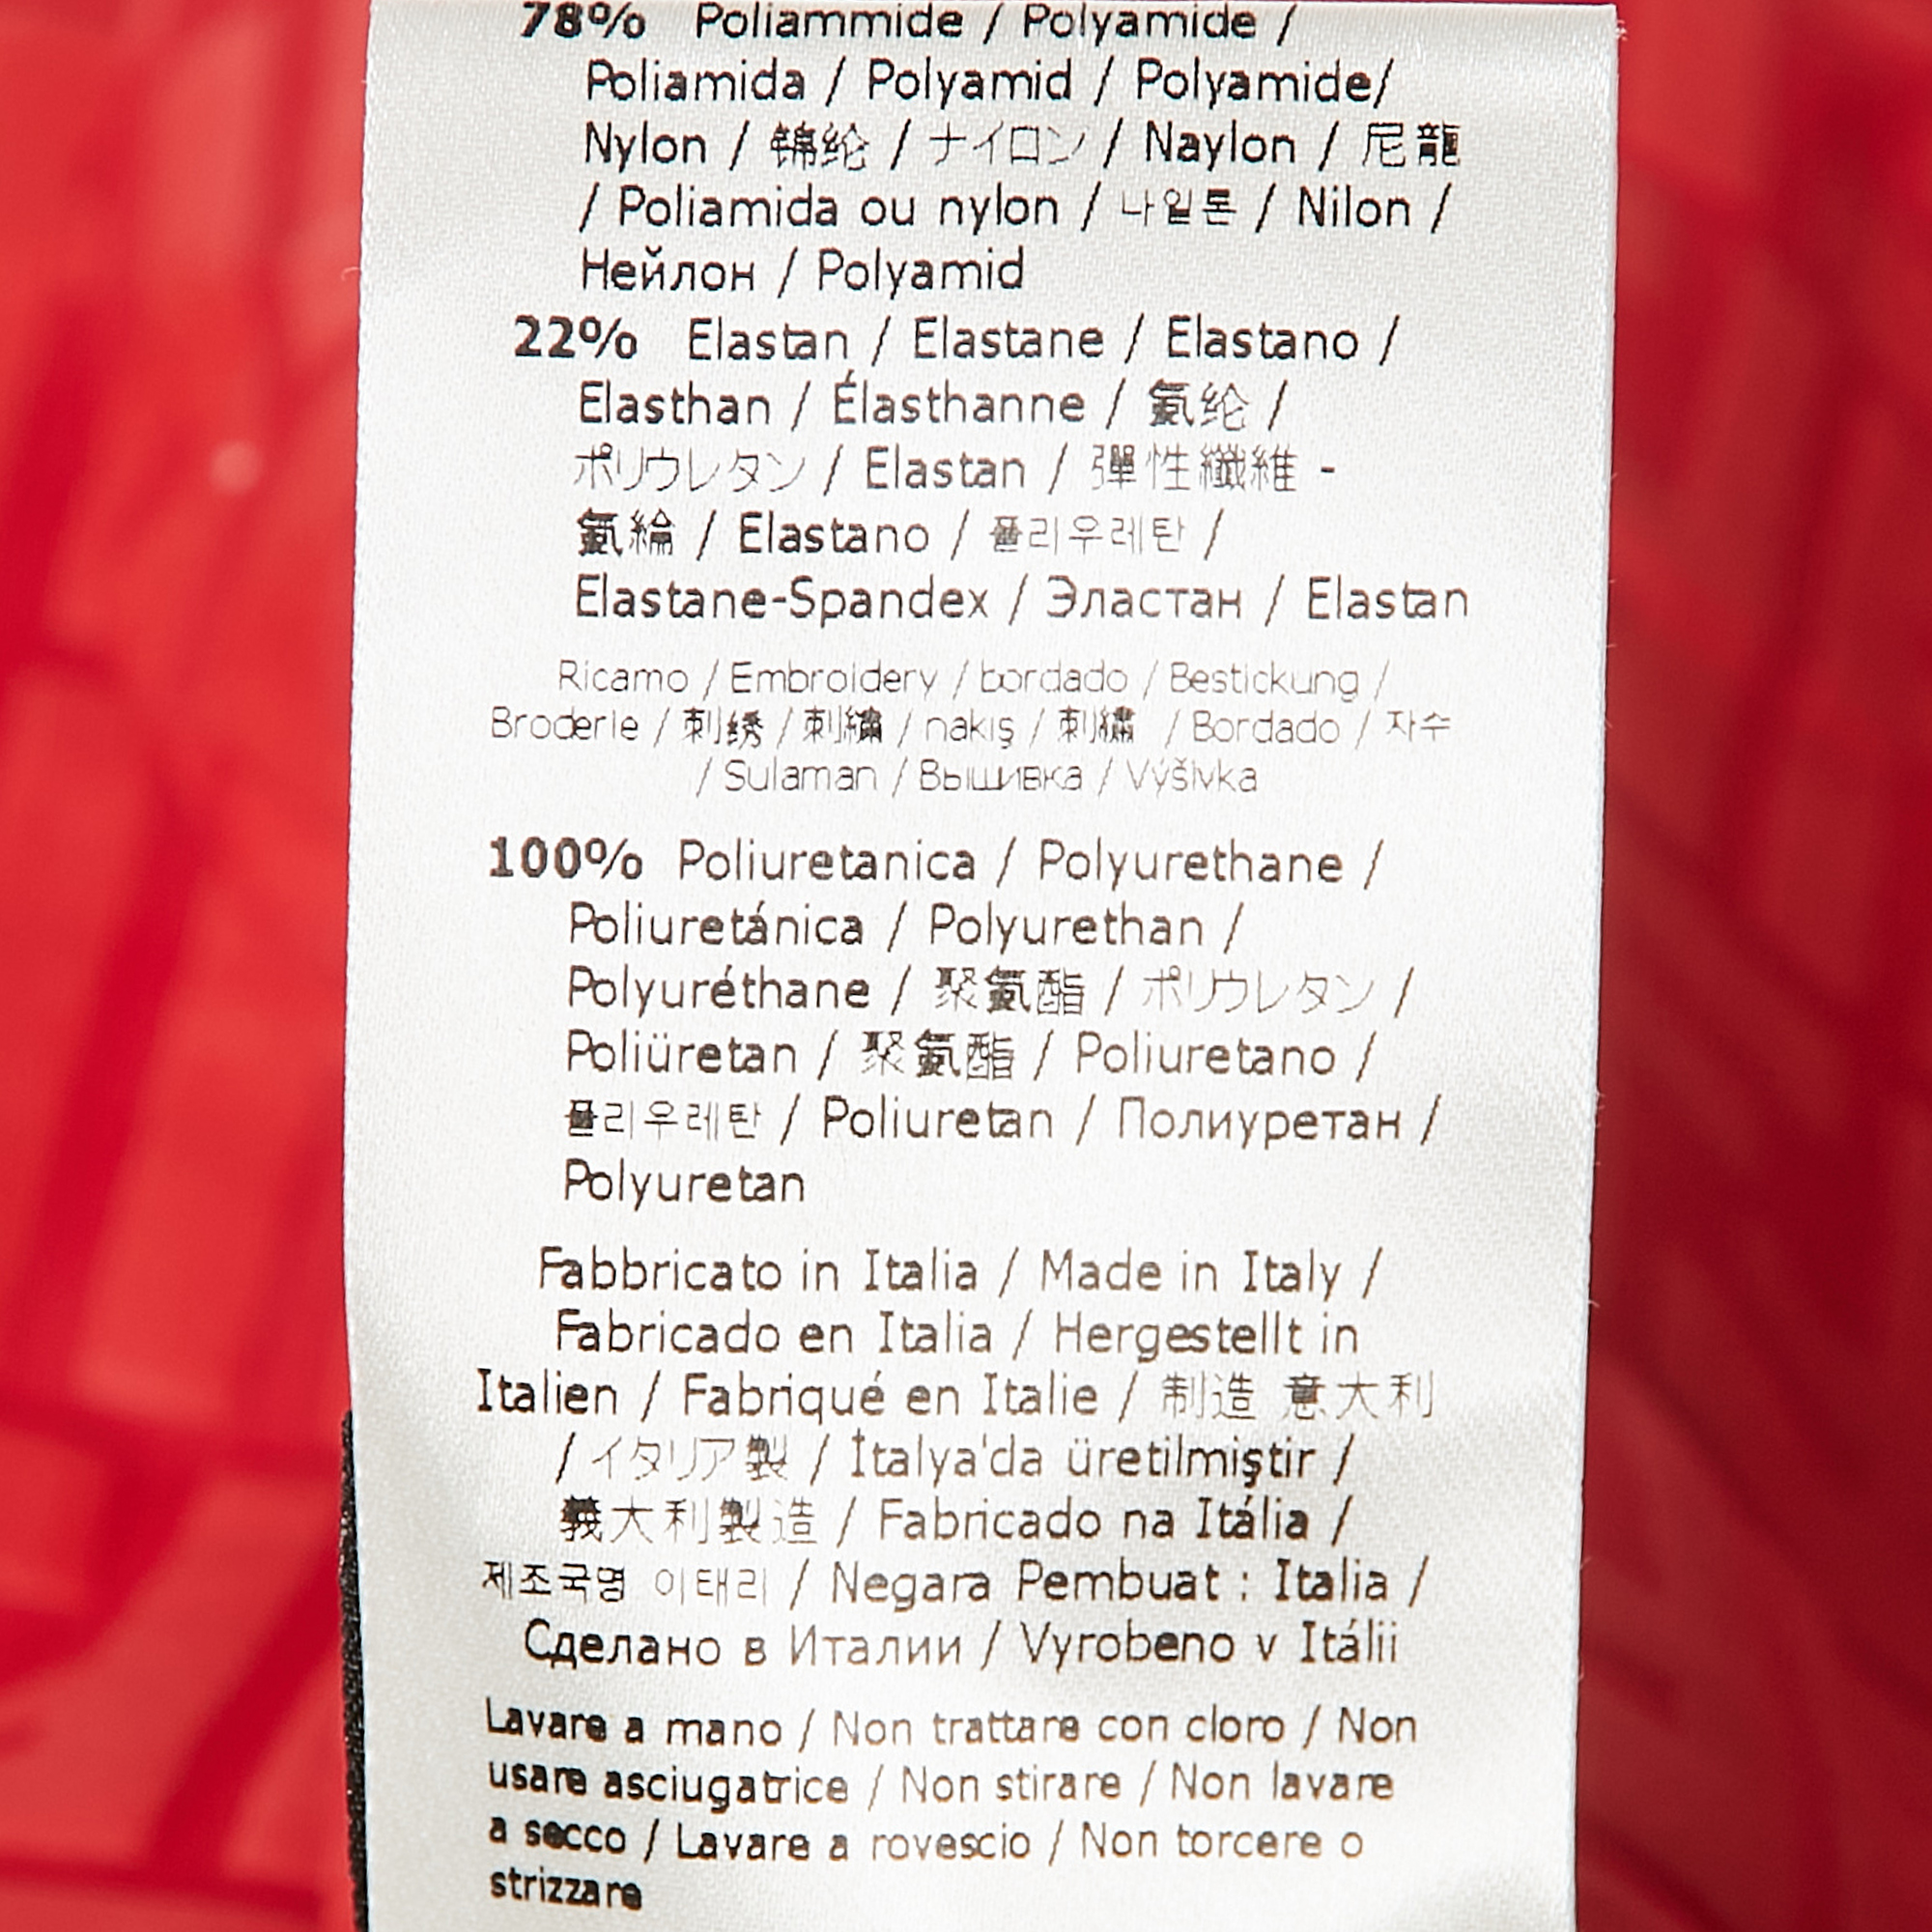 78% Poliammide / Polyamide /
Poliamida / Polyamid / Polyamide/
Nylon / 锦纶 / ナイロン / Naylon / 尼龍
/ Poliamida ou nylon / 나일론 / Nilon /
Нейлон / Polyamid
22% Elastan / Elastane / Elastano /
Elasthan / Élasthanne / 氨纶 /
ポリウレタン / Elastan / 彈性纖維 -
氨綸 / Elastano / 폴리우레탄 /
Elastane-Spandex / Эластан / Elastan
Ricamo / Embroidery / bordado / Bestickung /
Broderie / 刺绣 / 刺繍 / nakış / 刺繡 / Bordado / 자수
/ Sulaman / Вышивка / Výšivka
100% Poliuretanica / Polyurethane /
Poliuretánica / Polyurethan /
Polyuréthane / 聚氨酯 / ポリウレタン /
Poliüretan / 聚氨酯 / Poliuretano /
폴리우레탄 / Poliuretan / Полиуретан /
Polyuretan
Fabbricato in Italia / Made in Italy /
Fabricado en Italia / Hergestellt in
Italien / Fabriqué en Italie / 制造 意大利
/ イタリア製 / İtalya'da üretilmiştir /
義大利製造 / Fabricado na Itália /
제조국명 이태리 / Negara Pembuat : Italia /
Сделано в Италии / Vyrobeno v Itálii
Lavare a mano / Non trattare con cloro / Non
usare asciugatrice / Non stirare / Non lavare
a secco / Lavare a rovescio / Non torcere o
strizzare